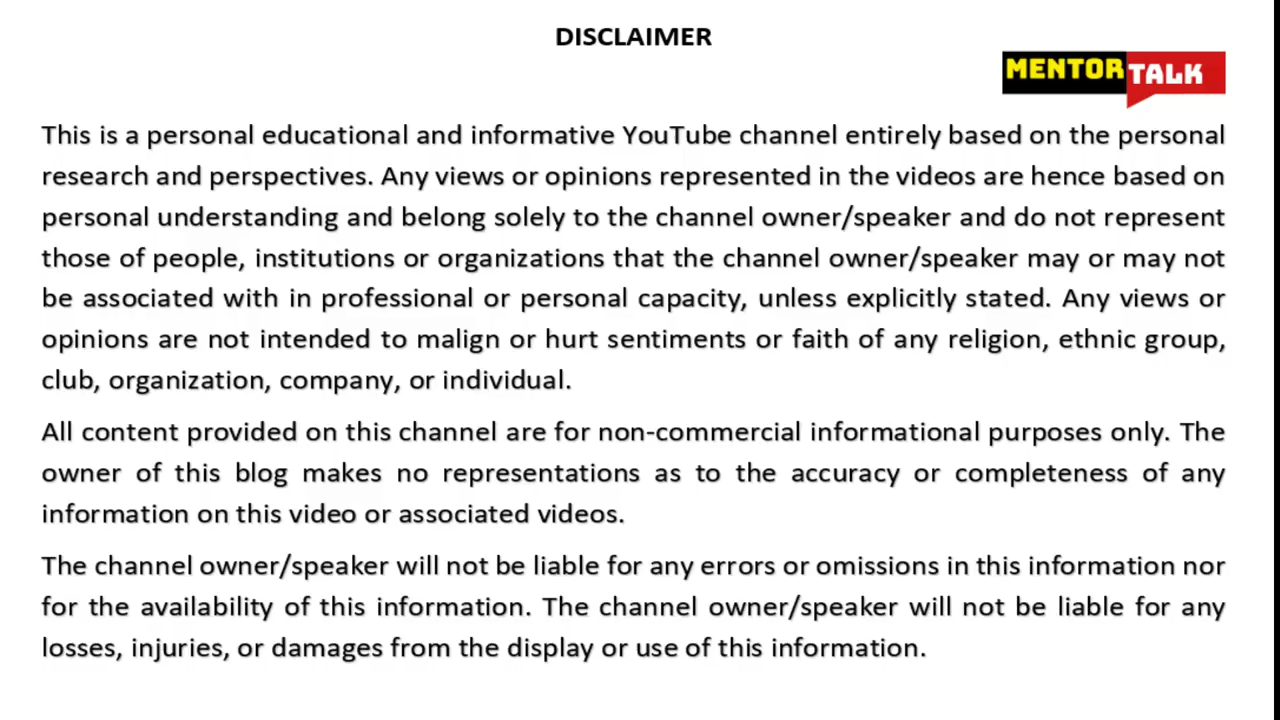 DISCLAIMER
MENTOR TALK
This is a personal educational and informative YouTube channel entirely based on the personal
research and perspectives. Any views or opinions represented in the videos are hence based on
personal understanding and belong solely to the channel owner/speaker and do not represent
those of people, institutions or organizations that the channel owner/speaker may or may not
be associated with in professional or personal capacity, unless explicitly stated. Any views or
opinions are not intended to malign or hurt sentiments or faith of any religion, ethnic group,
club, organization, company, or individual.
All content provided on this channel are for non-commercial informational purposes only. The
owner of this blog makes no representations as to the accuracy or completeness of any
information on this video or associated videos.
The channel owner/speaker will not be liable for any errors or omissions in this information nor
for the availability of this information. The channel owner/speaker will not be liable for any
losses, injuries, or damages from the display or use of this information.